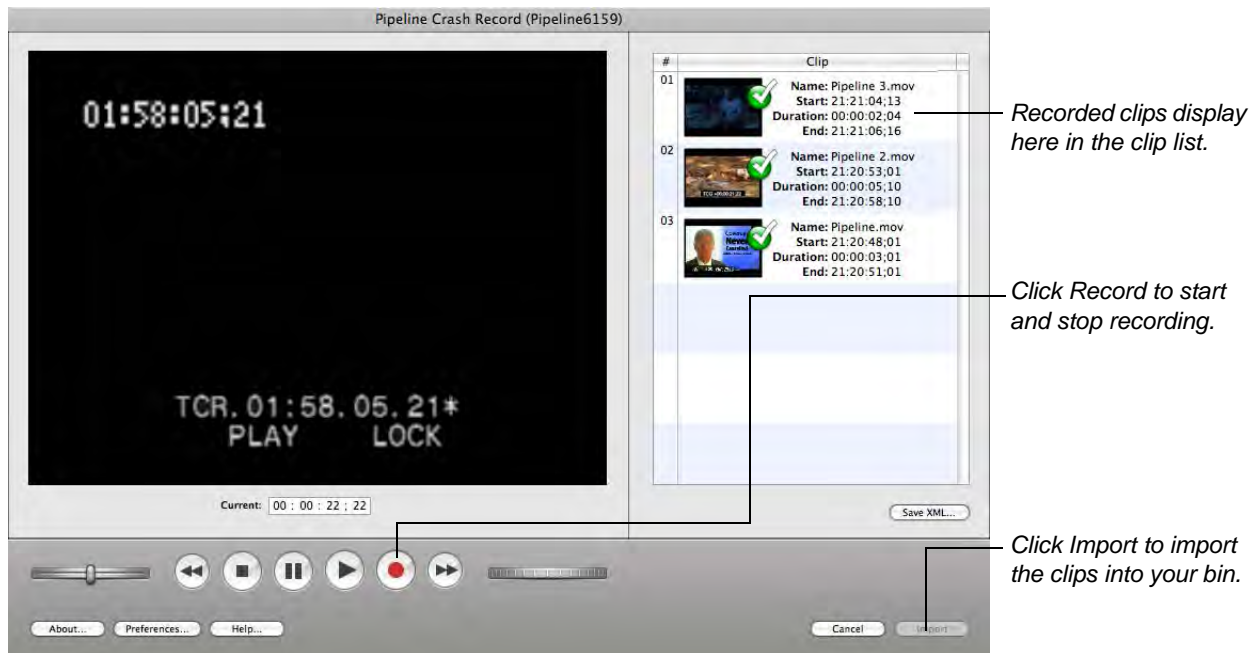 Pipeline Crash Record (Pipeline6159)
01:58:05:21
TCR.01:58.05.21*
PLAY LOCK
Current: 00 : 00 : 22 ; 22
# Clip
01
Name: Pipeline 3.mov
Start: 21:21:04;13
Duration: 00:00:02;04
End: 21:21:06;16
02
Name: Pipeline 2.mov
Start: 21:20:53;01
Duration: 00:00:05;10
End: 21:20:58;10
03
Name: Pipeline.mov
Start: 21:20:48;01
Duration: 00:00:03;01
End: 21:20:51;01
Never
Save XML...
About... Preferences... Help...
Cancel Import
Recorded clips display
here in the clip list.
Click Record to start
and stop recording.
Click Import to import
the clips into your bin.